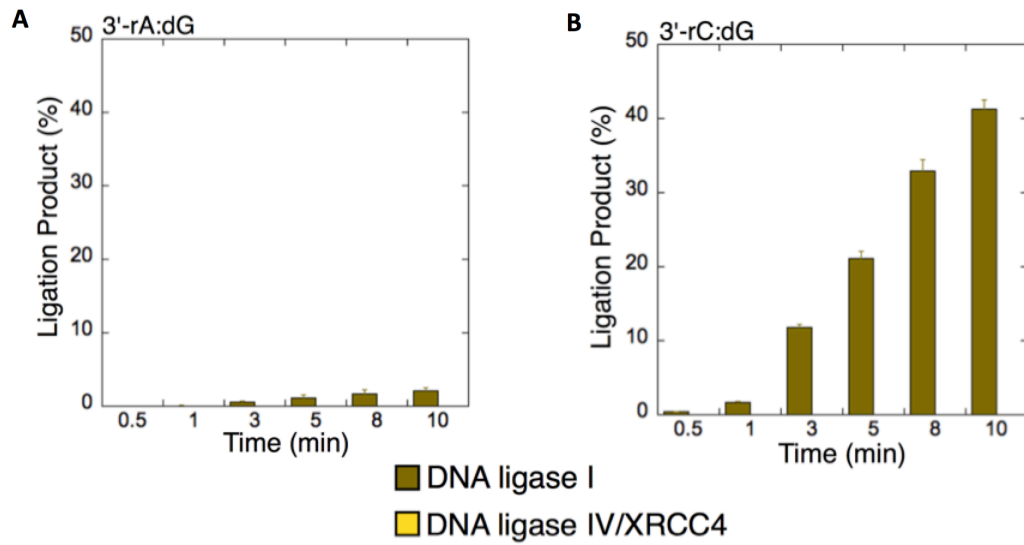 A
3'-rA:dG
50
40
30
20
10
0
Ligation Product (%)
0.5 1 3 5 8 10
Time (min)
B
3'-rC:dG
50
40
30
20
10
0
Ligation Product (%)
0.5 1 3 5 8 10
Time (min)
DNA ligase I
DNA ligase IV/XRCC4